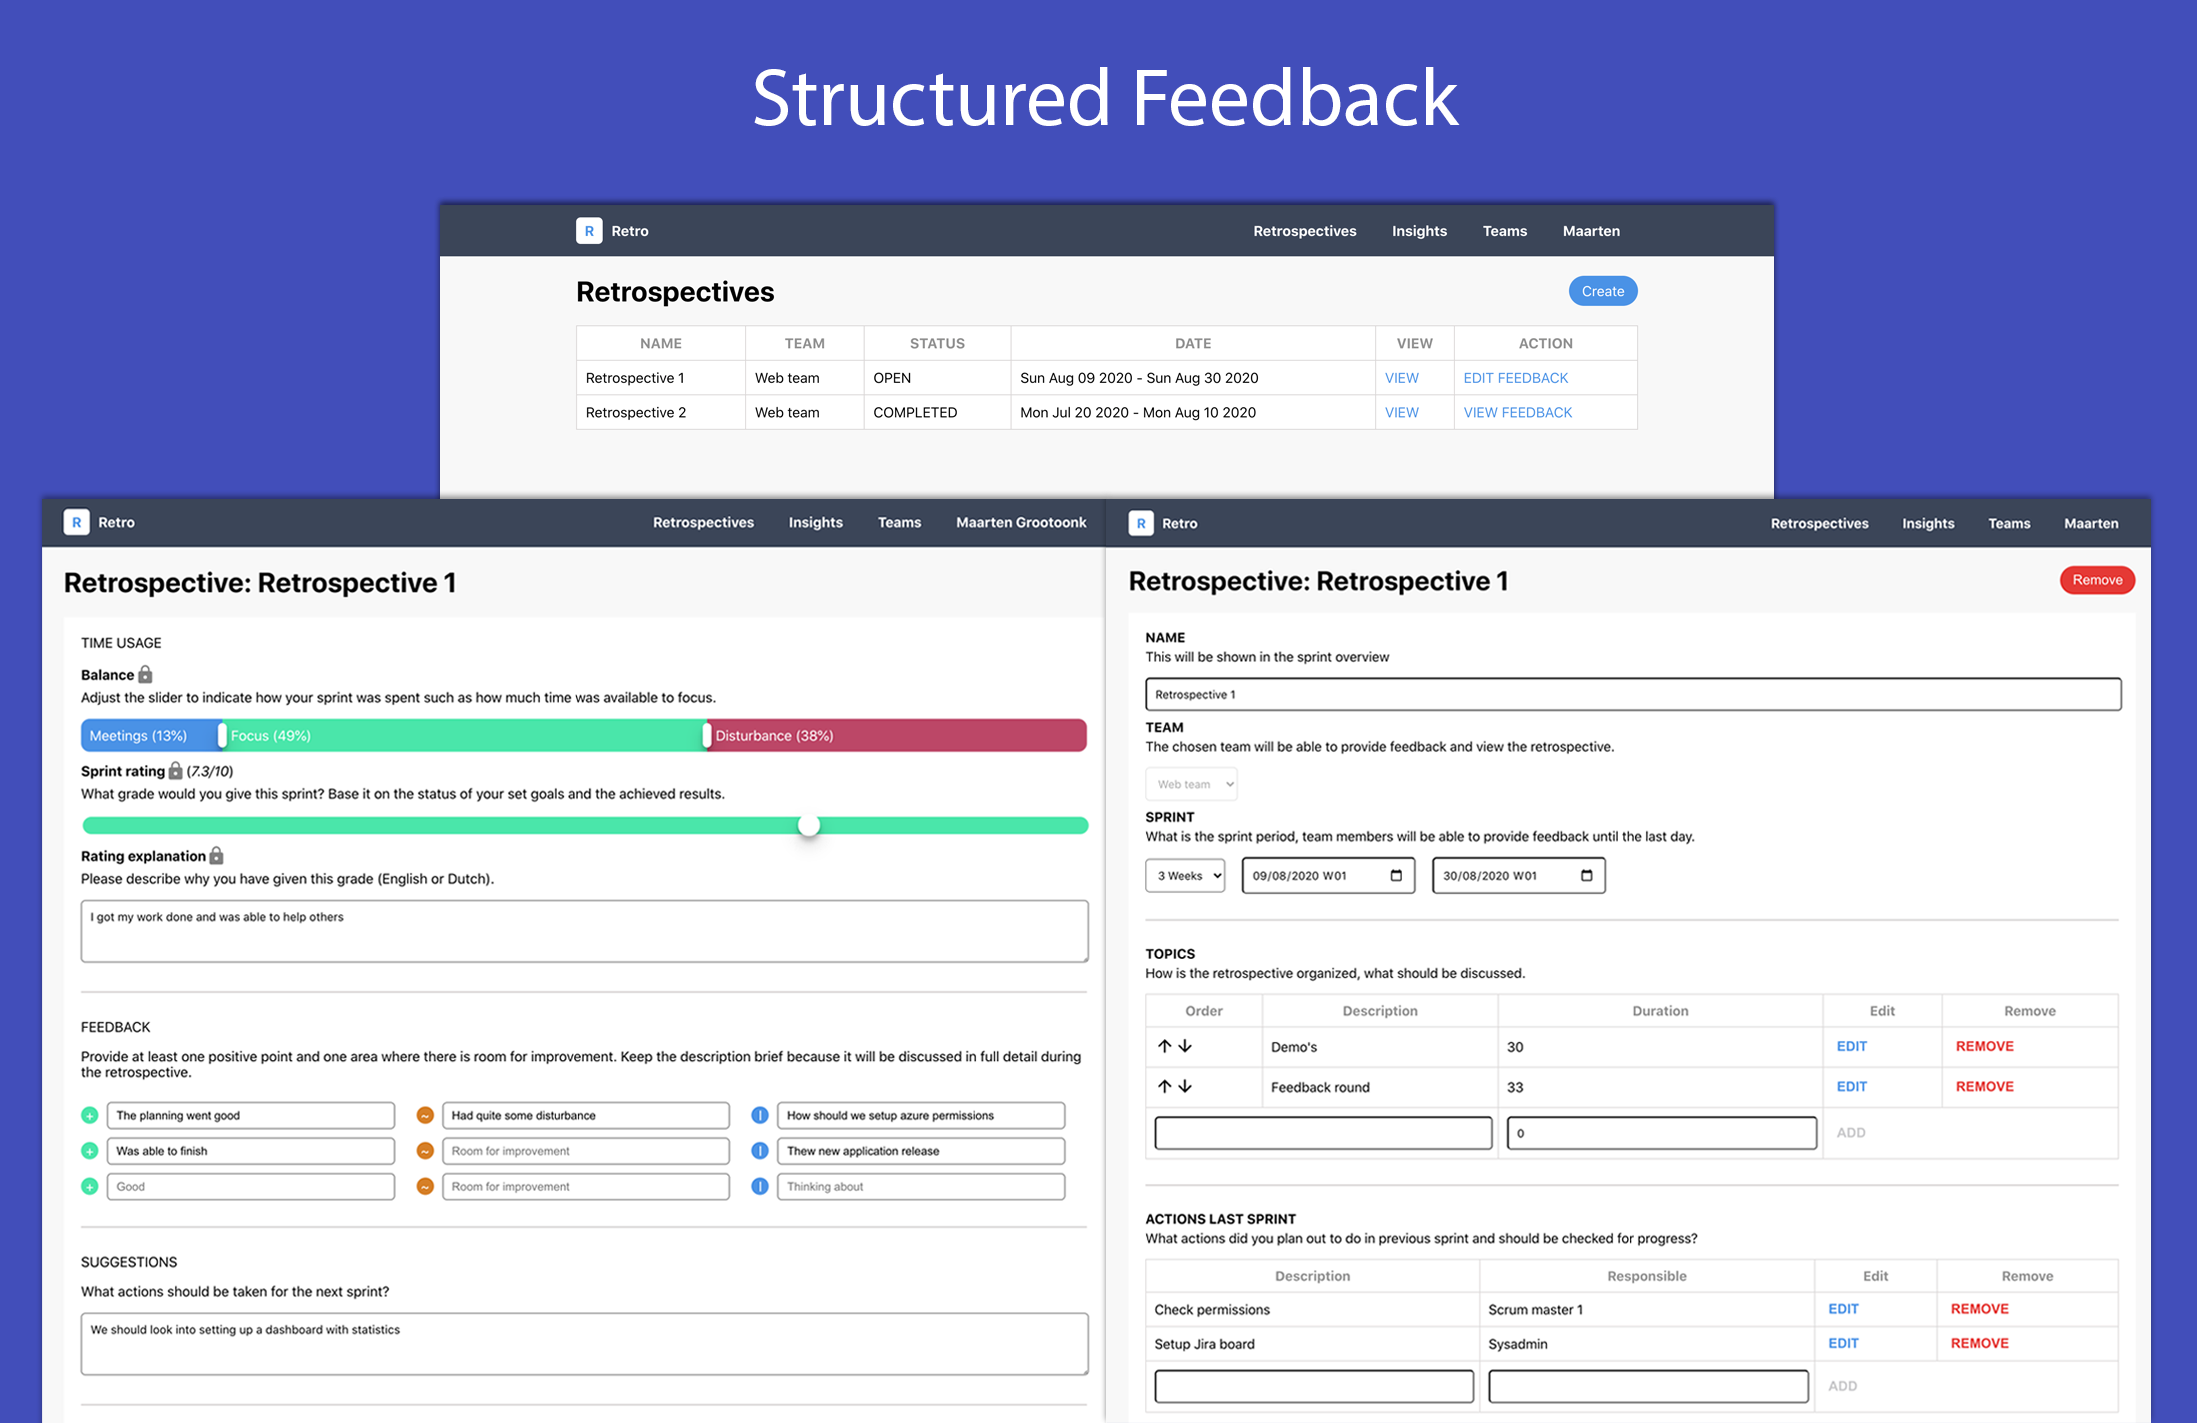 Structured Feedback
R Retro Retrospectives Insights Teams Maarten
Retrospectives Create
NAME TEAM STATUS DATE VIEW ACTION
Retrospective 1 Web team OPEN Sun Aug 09 2020 - Sun Aug 30 2020 VIEW EDIT FEEDBACK
Retrospective 2 Web team COMPLETED Mon Jul 20 2020 - Mon Aug 10 2020 VIEW VIEW FEEDBACK
R Retro Retrospectives Insights Teams Maarten Grootoonk
Retrospective: Retrospective 1
TIME USAGE
Balance
Adjust the slider to indicate how your sprint was spent such as how much time was available to focus.
Meetings (13%) Focus (49%) Disturbance (38%)
Sprint rating (7.3/10)
What grade would you give this sprint? Base it on the status of your set goals and the achieved results.
Rating explanation
Please describe why you have given this grade (English or Dutch).
I got my work done and was able to help others
FEEDBACK
Provide at least one positive point and one area where there is room for improvement. Keep the description brief because it will be discussed in full detail during
the retrospective.
+ The planning went good ~ Had quite some disturbance I How should we setup azure permissions
+ Was able to finish ~ Room for improvement I Thew new application release
+ Good ~ Room for improvement I Thinking about
SUGGESTIONS
What actions should be taken for the next sprint?
We should look into setting up a dashboard with statistics
R Retro Retrospectives Insights Teams Maarten
Retrospective: Retrospective 1 Remove
NAME
This will be shown in the sprint overview
Retrospective 1
TEAM
The chosen team will be able to provide feedback and view the retrospective.
Web team
SPRINT
What is the sprint period, team members will be able to provide feedback until the last day.
3 Weeks 09/08/2020 W01 30/08/2020 W01
TOPICS
How is the retrospective organized, what should be discussed.
Order Description Duration Edit Remove
↑ ↓ Demo's 30 EDIT REMOVE
↑ ↓ Feedback round 33 EDIT REMOVE
0 ADD
ACTIONS LAST SPRINT
What actions did you plan out to do in previous sprint and should be checked for progress?
Description Responsible Edit Remove
Check permissions Scrum master 1 EDIT REMOVE
Setup Jira board Sysadmin EDIT REMOVE
ADD